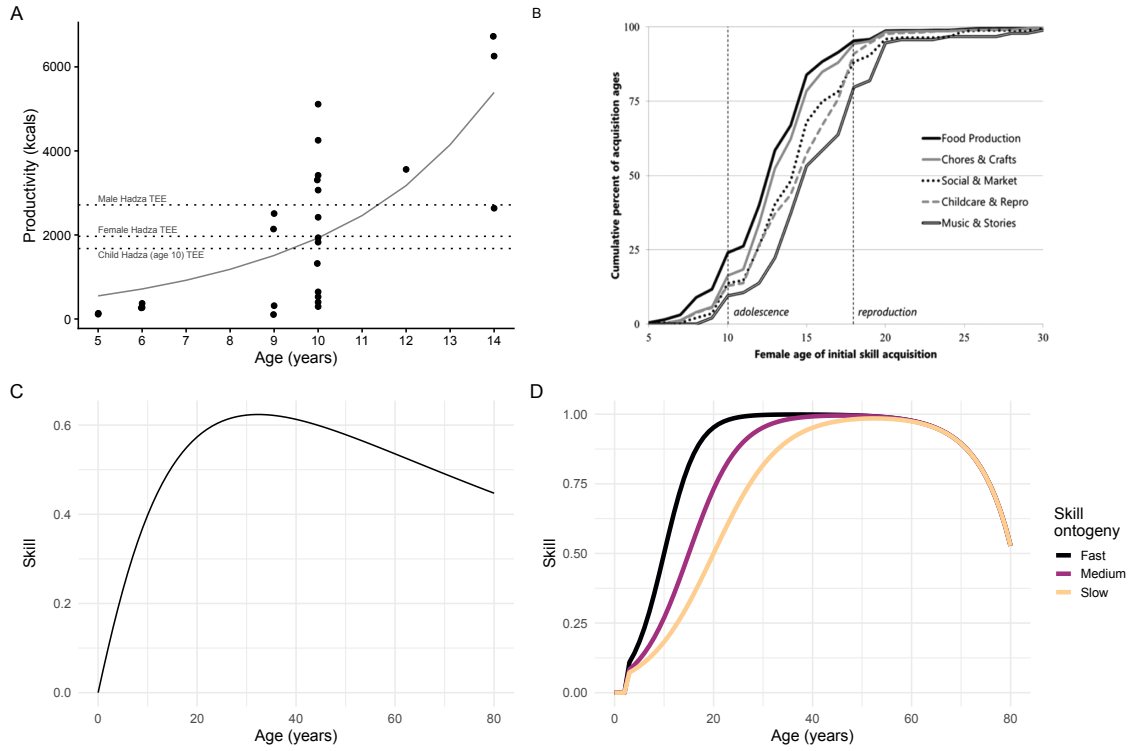 A
Productivity (kcals)
6000
4000
2000
0
Male Hadza TEE
Female Hadza TEE
Child Hadza (age 10) TEE
5 6 7 8 9 10 11 12 13 14
Age (years)
B
Cumulative percent of acquisition ages
100
75
50
25
0
Food Production
Chores & Crafts
Social & Market
Childcare & Repro
Music & Stories
adolescence
reproduction
5 10 15 20 25 30
Female age of initial skill acquisition
C
Skill
0.6
0.4
0.2
0.0
0 20 40 60 80
Age (years)
D
Skill
1.00
0.75
0.50
0.25
0.00
0 20 40 60 80
Age (years)
Skill
ontogeny
Fast
Medium
Slow